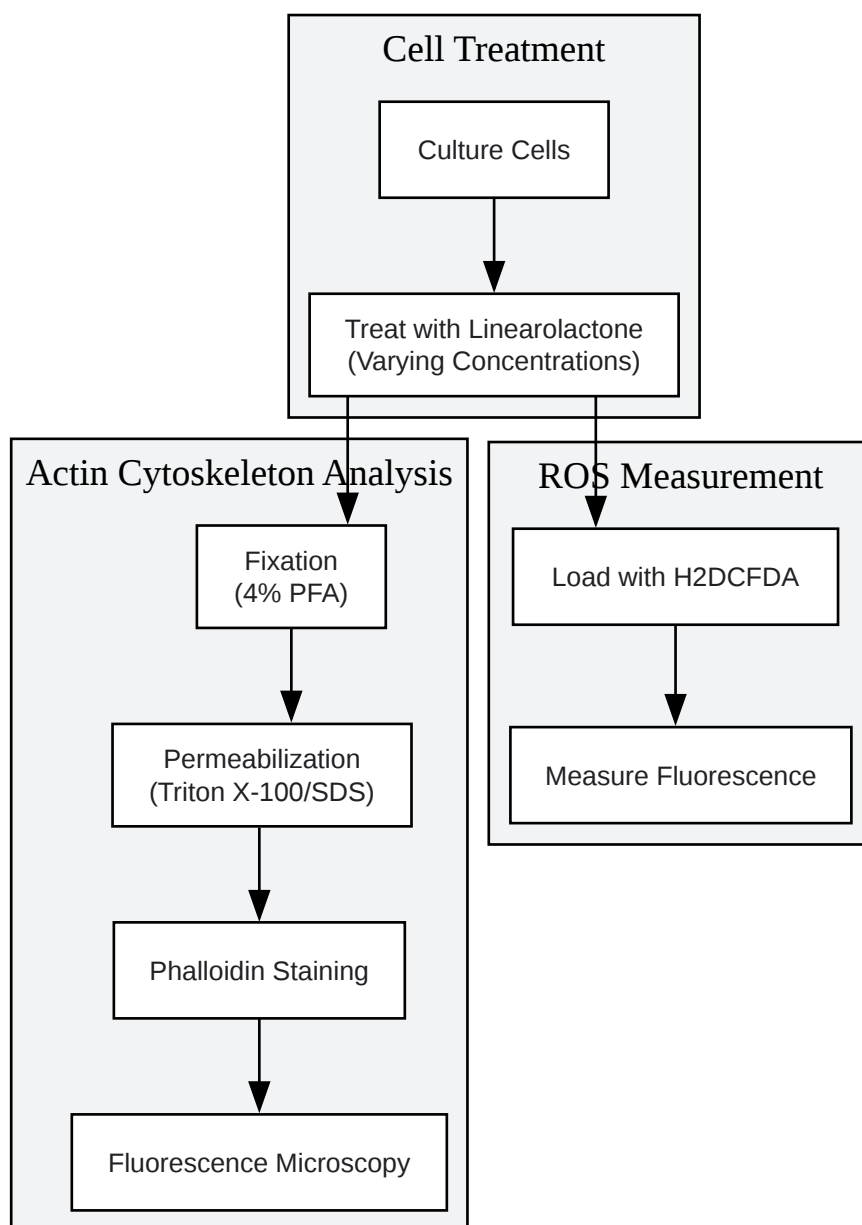 Cell Treatment
Culture Cells
Treat with Linearolactone
(Varying Concentrations)
Actin Cytoskeleton Analysis
Fixation
(4% PFA)
Permeabilization
(Triton X-100/SDS)
Phalloidin Staining
Fluorescence Microscopy
ROS Measurement
Load with H2DCFDA
Measure Fluorescence